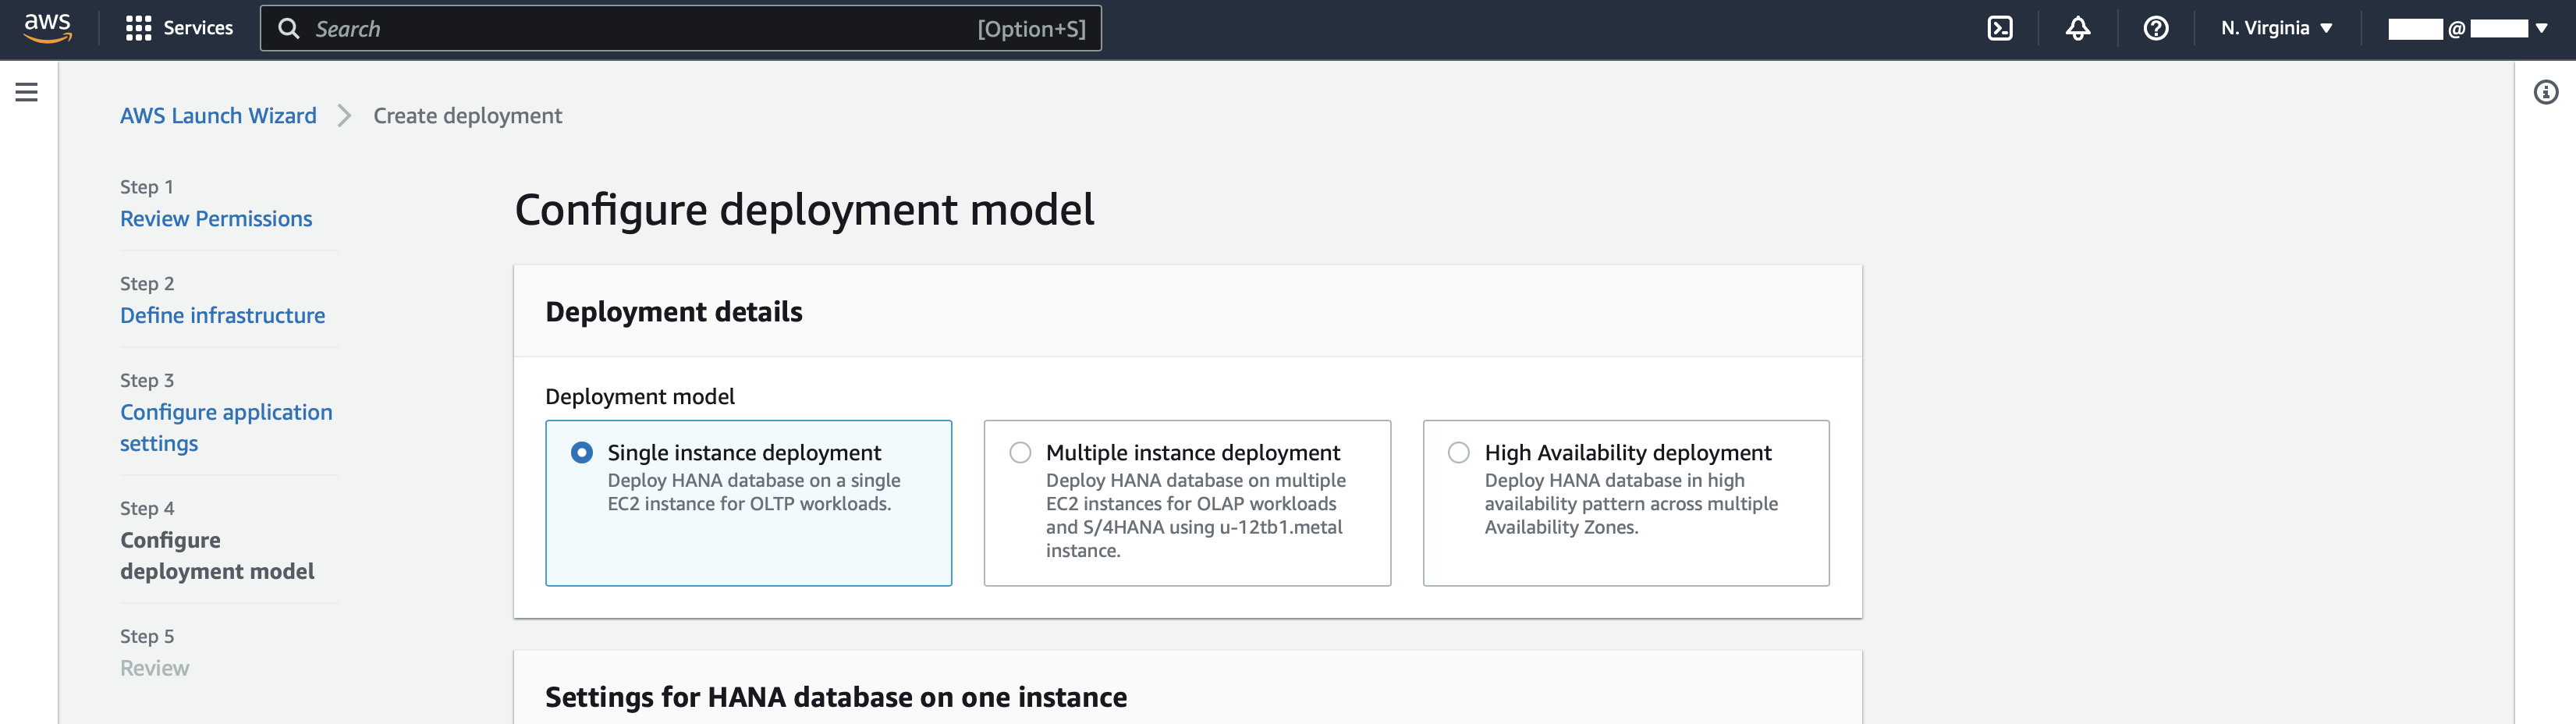 aws
Services
Search
[Option+S]
N. Virginia
@
AWS Launch Wizard
Create deployment
Step 1
Review Permissions
Step 2
Define infrastructure
Step 3
Configure application
settings
Step 4
Configure
deployment model
Step 5
Review
Configure deployment model
Deployment details
Deployment model
Single instance deployment
Deploy HANA database on a single
EC2 instance for OLTP workloads.
Multiple instance deployment
Deploy HANA database on multiple
EC2 instances for OLAP workloads
and S/4HANA using u-12tb1.metal
instance.
High Availability deployment
Deploy HANA database in high
availability pattern across multiple
Availability Zones.
Settings for HANA database on one instance